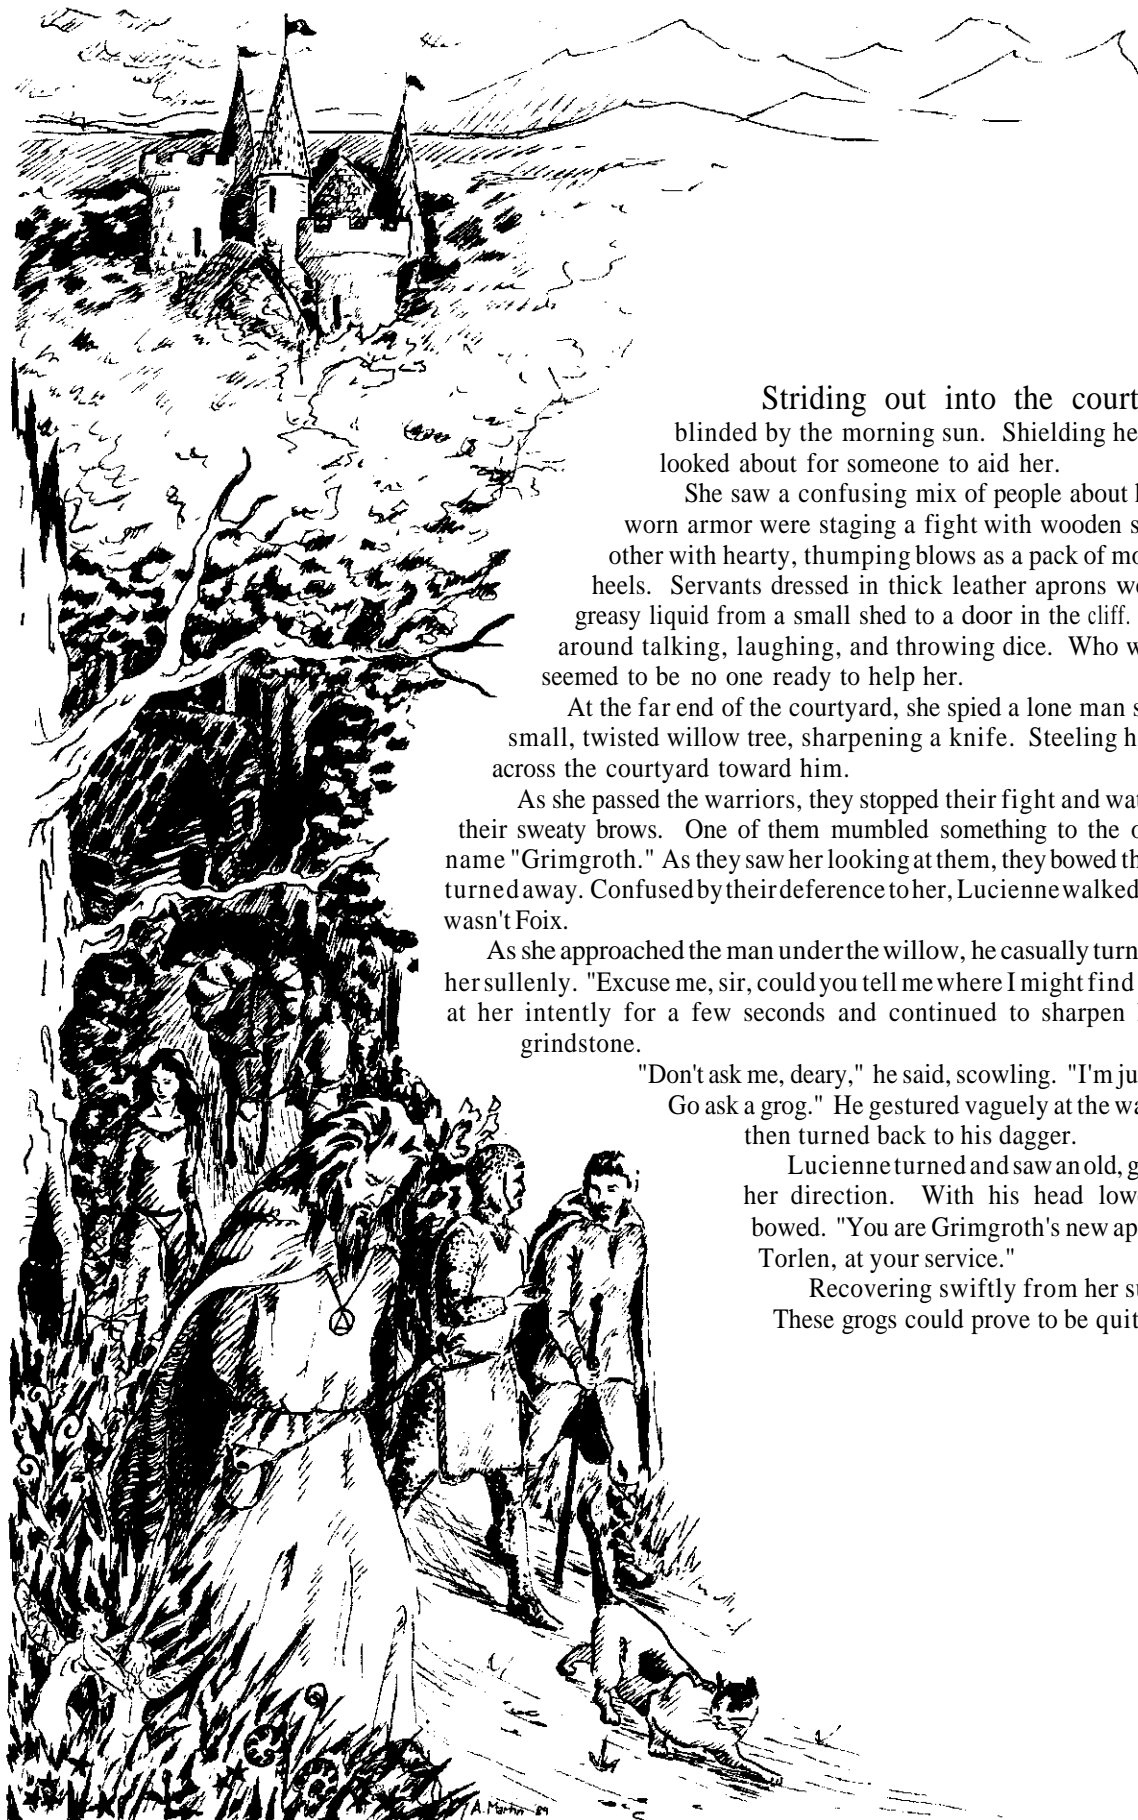 Striding out into the court
blinded by the morning sun. Shielding he
looked about for someone to aid her.
She saw a confusing mix of people about
worn armor were staging a fight with wooden s
other with hearty, thumping blows as a pack of mo
heels. Servants dressed in thick leather aprons w
greasy liquid from a small shed to a door in the cliff.
around talking, laughing, and throwing dice. Who w
seemed to be no one ready to help her.
At the far end of the courtyard, she spied a lone man s
small, twisted willow tree, sharpening a knife. Steeling h
across the courtyard toward him.
As she passed the warriors, they stopped their fight and wat
their sweaty brows. One of them mumbled something to the o
name "Grimgroth." As they saw her looking at them, they bowed th
turned away. Confused by their deference to her, Lucienne walked
wasn't Foix.
As she approached the man under the willow, he casually turn
her sullenly. "Excuse me, sir, could you tell me where I might find
at her intently for a few seconds and continued to sharpen
grindstone.
"Don't ask me, deary," he said, scowling. "I'm ju
Go ask a grog." He gestured vaguely at the wa
then turned back to his dagger.
Lucienne turned and saw an old, g
her direction. With his head low
bowed. "You are Grimgroth's new ap
Torlen, at your service."
Recovering swiftly from her su
These grogs could prove to be quit
A. Martin 89